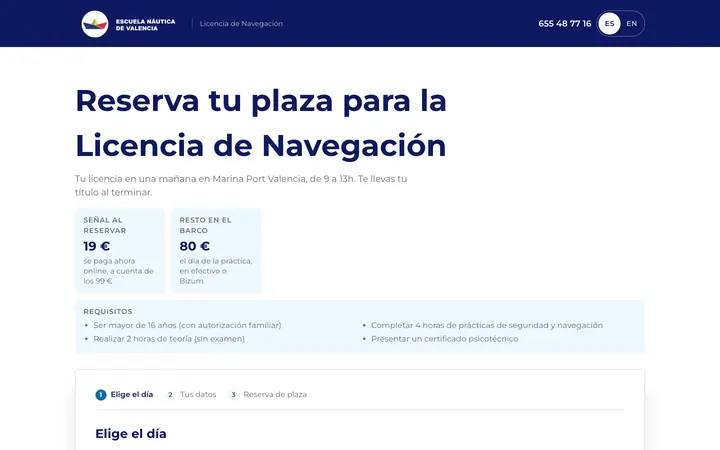 ESCUELA NÁUTICA
DE VALENCIA
Licencia de Navegación
655 48 77 16
ES
EN
Reserva tu plaza para la
Licencia de Navegación
Tu licencia en una mañana en Marina Port Valencia, de 9 a 13h. Te llevas tu
título al terminar.
SEÑAL AL
RESERVAR
19 €
se paga ahora
online, a cuenta de
los 99 €
RESTO EN EL
BARCO
80 €
el día de la práctica,
en efectivo o
Bizum
REQUISITOS
• Ser mayor de 16 años (con autorización familiar)
• Realizar 2 horas de teoría (sin examen)
• Completar 4 horas de prácticas de seguridad y navegación
• Presentar un certificado psicotécnico
1 Elige el día
2 Tus datos
3 Reserva de plaza
Elige el día